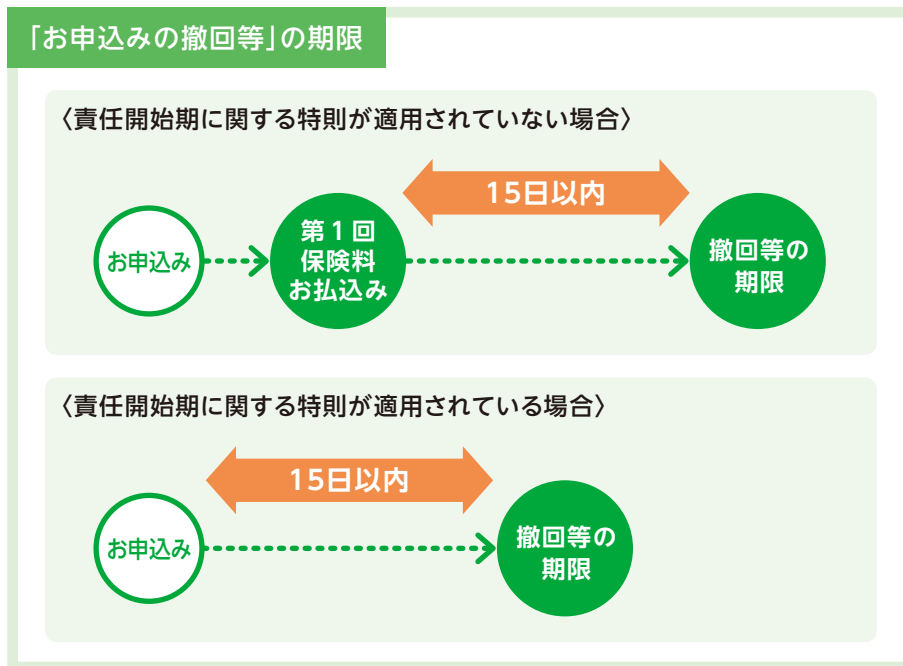 「お申込みの撤回等」の期限
〈責任開始期に関する特則が適用されていない場合〉
15日以内
お申込み
第1回
保険料
お払込み
撤回等の
期限
〈責任開始期に関する特則が適用されている場合〉
15日以内
お申込み
撤回等の
期限